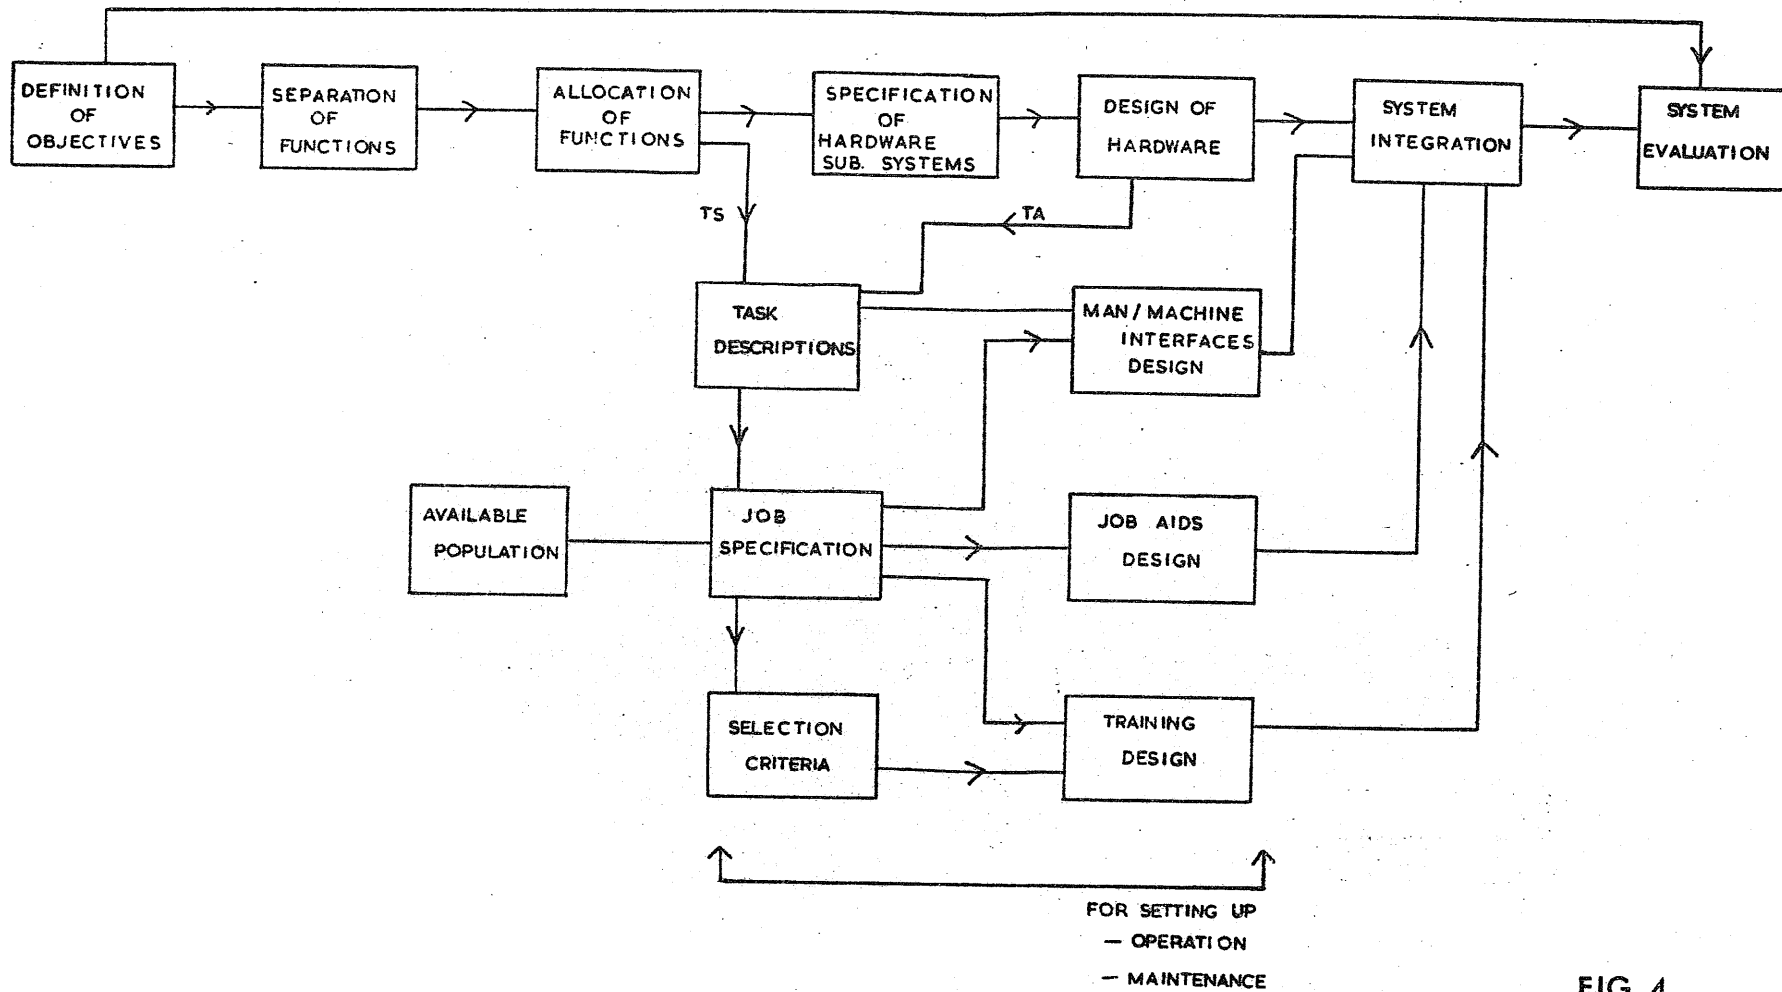 DEFINITION
OF
OBJECTIVES
SEPARATION
OF
FUNCTIONS
ALLOCATION
OF
FUNCTIONS
SPECIFICATION
OF
HARDWARE
SUB. SYSTEMS
DESIGN OF
HARDWARE
SYSTEM
INTEGRATION
SYSTEM
EVALUATION
TS
TA
TASK
DESCRIPTIONS
MAN/MACHINE
INTERFACES
DESIGN
AVAILABLE
POPULATION
JOB
SPECIFICATION
JOB AIDS
DESIGN
SELECTION
CRITERIA
TRAINING
DESIGN
FOR SETTING UP
— OPERATION
— MAINTENANCE
FIG 4